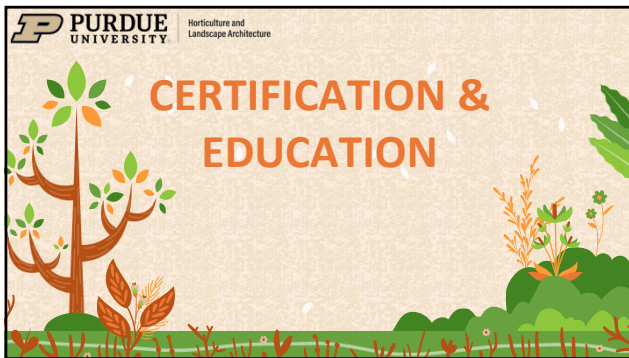 PURDUE
UNIVERSITY
Horticulture and
Landscape Architecture
CERTIFICATION &
EDUCATION